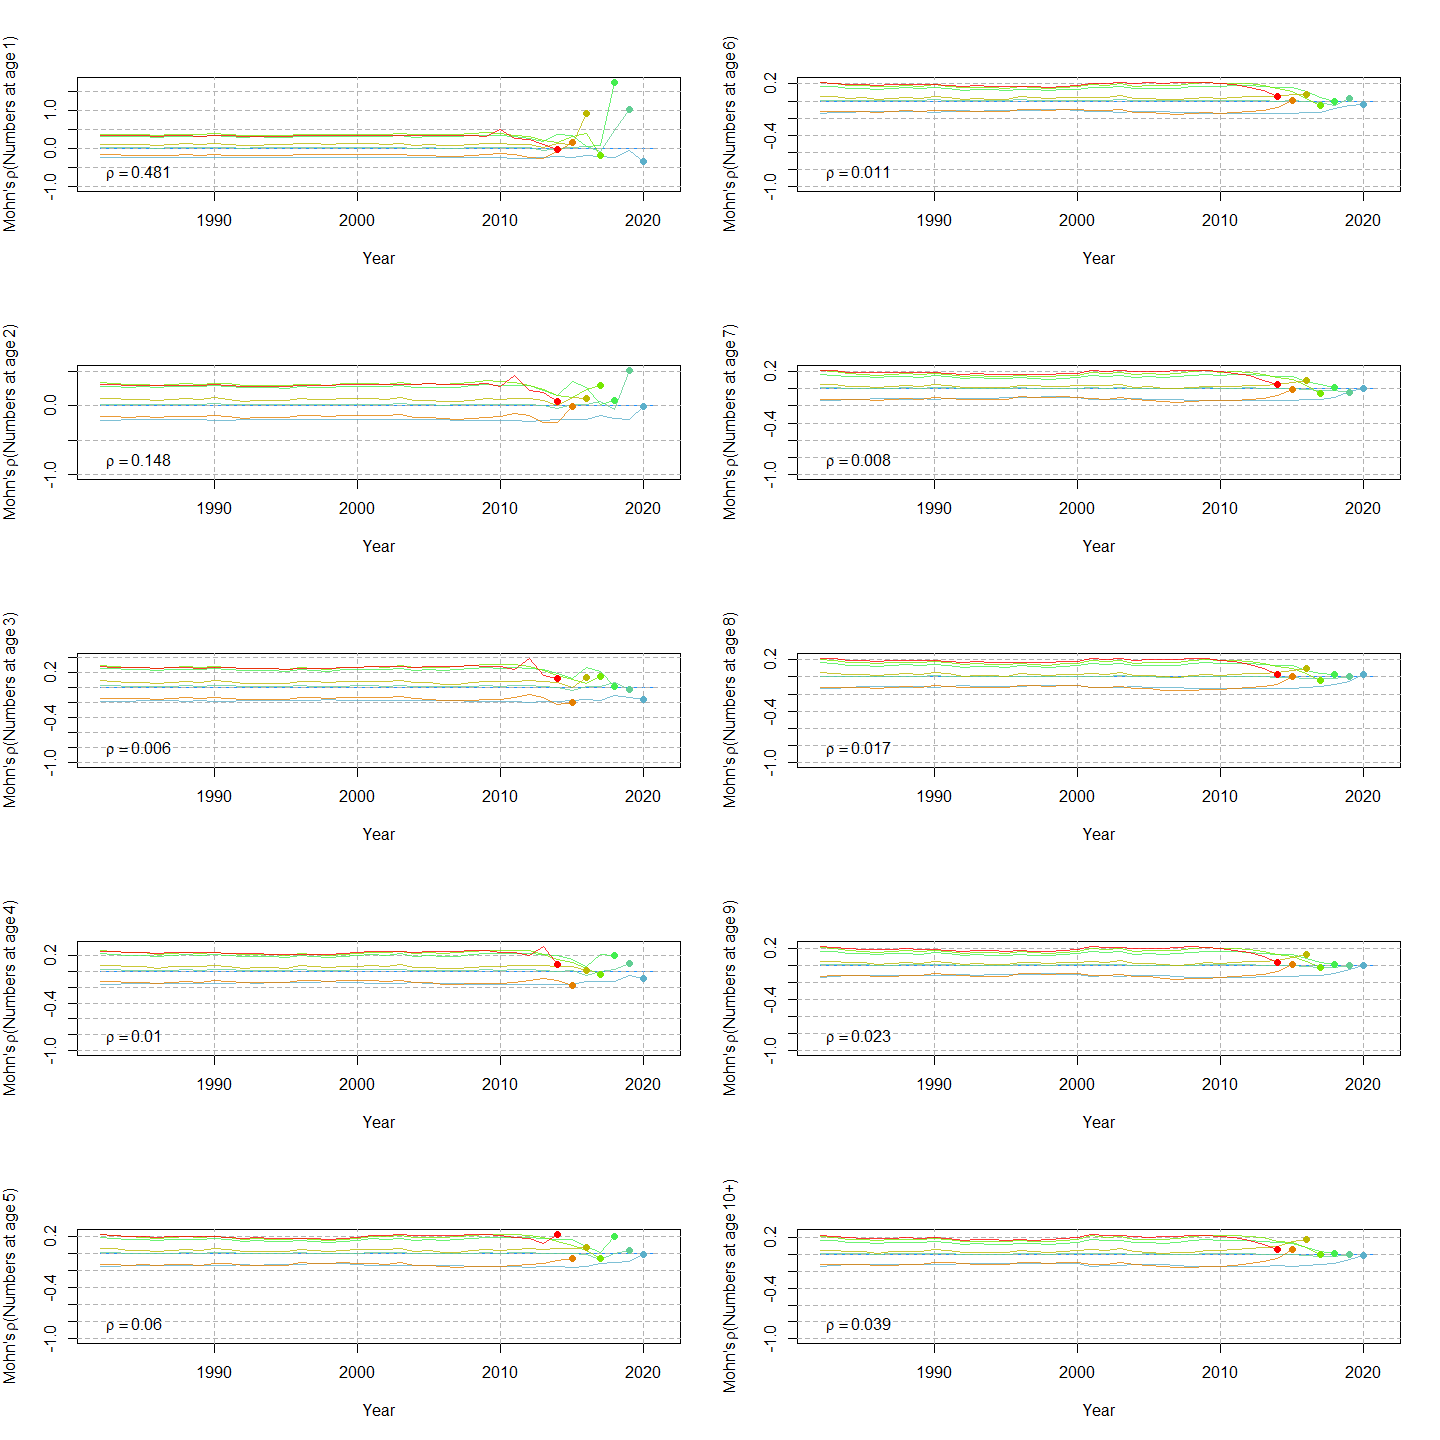 Mohn's ρ(Numbers at age 1)
1.0
0.0
-1.0
ρ = 0.481
1990 2000 2010 2020
Year
Mohn's ρ(Numbers at age 6)
0.2
-0.4
-1.0
ρ = 0.011
1990 2000 2010 2020
Year
Mohn's ρ(Numbers at age 2)
0.0
-1.0
ρ = 0.148
1990 2000 2010 2020
Year
Mohn's ρ(Numbers at age 7)
0.2
-0.4
-1.0
ρ = 0.008
1990 2000 2010 2020
Year
Mohn's ρ(Numbers at age 3)
0.2
-0.4
-1.0
ρ = 0.006
1990 2000 2010 2020
Year
Mohn's ρ(Numbers at age 8)
0.2
-0.4
-1.0
ρ = 0.017
1990 2000 2010 2020
Year
Mohn's ρ(Numbers at age 4)
0.2
-0.4
-1.0
ρ = 0.01
1990 2000 2010 2020
Year
Mohn's ρ(Numbers at age 9)
0.2
-0.4
-1.0
ρ = 0.023
1990 2000 2010 2020
Year
Mohn's ρ(Numbers at age 5)
0.2
-0.4
-1.0
ρ = 0.06
1990 2000 2010 2020
Year
Mohn's ρ(Numbers at age 10+)
0.2
-0.4
-1.0
ρ = 0.039
1990 2000 2010 2020
Year